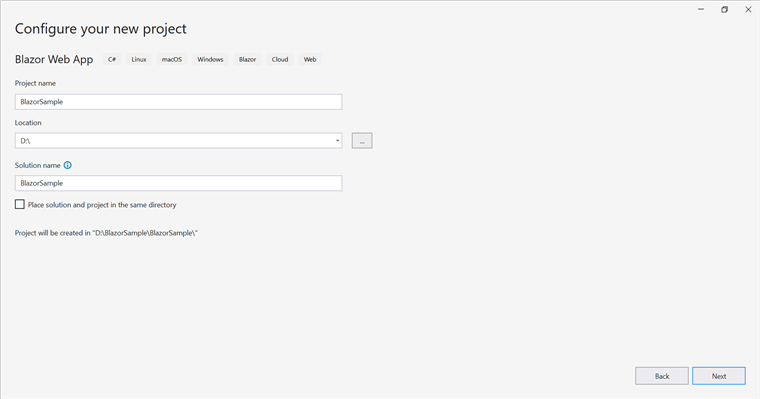 Configure your new project
Blazor Web App C# Linux macOS Windows Blazor Cloud Web
Project name
BlazorSample
Location
D:\
...
Solution name
BlazorSample
Place solution and project in the same directory
Project will be created in "D:\BlazorSample\BlazorSample\"
Back Next